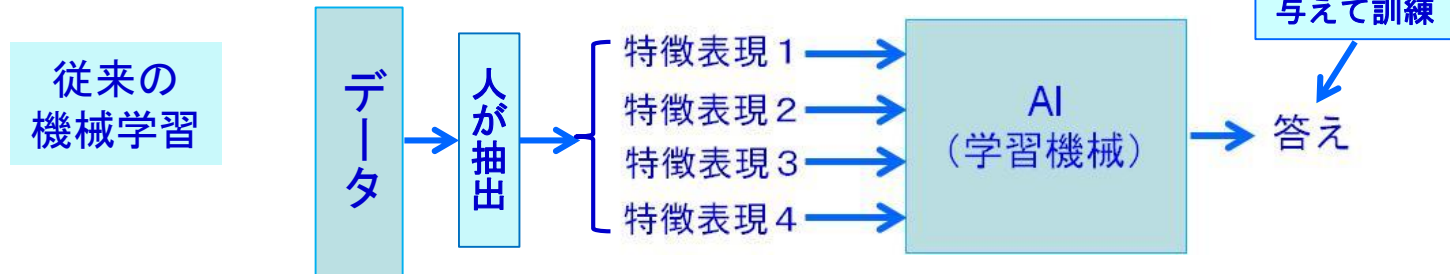 与えて訓練
従来の
機械学習
データ
人が抽出
特徴表現１
特徴表現２
特徴表現３
特徴表現４
AI
（学習機械）
答え